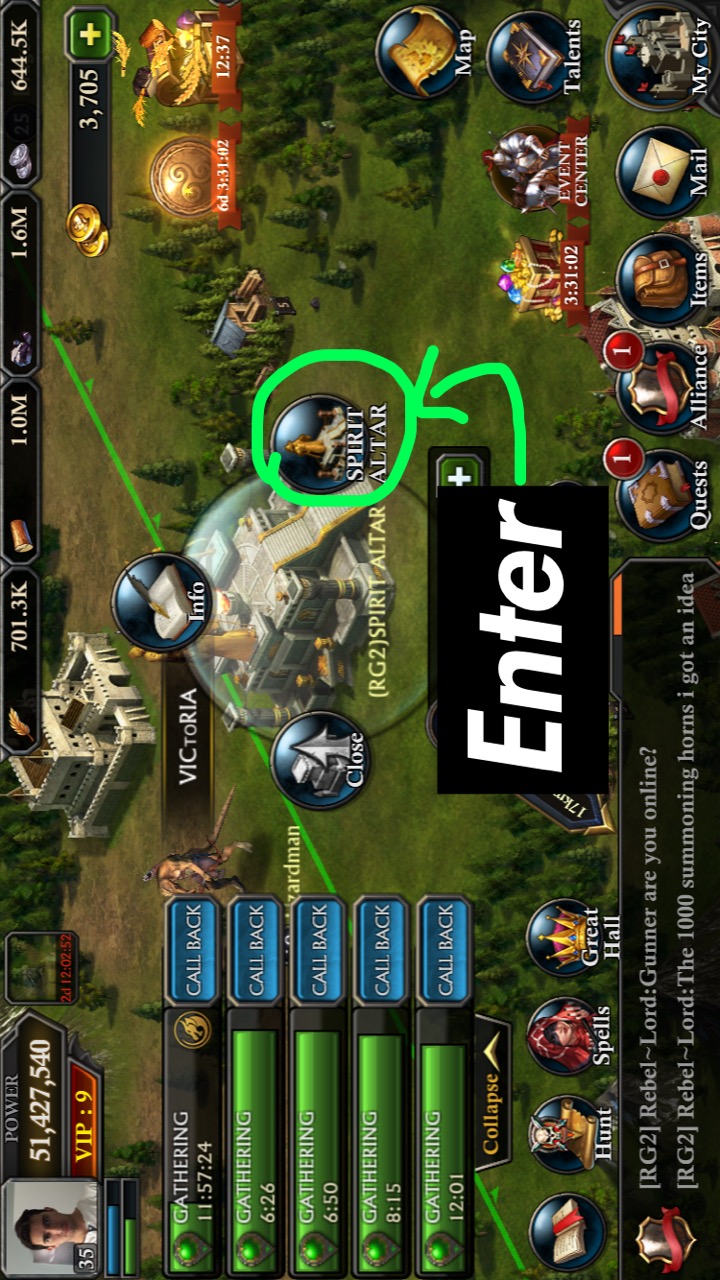 POWER
51,427,540
VIP : 9
35
2d 12:02:52
701.3K
1.0M
1.6M
25
644.5K
3,705
GATHERING
11:57:24
CALL BACK
GATHERING
6:26
CALL BACK
GATHERING
6:50
CALL BACK
GATHERING
8:15
CALL BACK
GATHERING
12:01
CALL BACK
Collapse
VICToRIA
Info
Close
SPIRIT
ALTAR
(RG2)SPIRIT ALTAR
6d 3:31:02
12:37
5
Enter
17km
Map
3:31:02
EVENT
CENTER
Talents
Hunt
Spells
Great
Hall
[RG2] Rebel~Lord:Gunner are you online?
[RG2] Rebel~Lord:The 1000 summoning horns i got an idea
1
1
Quests
Alliance
Items
Mail
My City